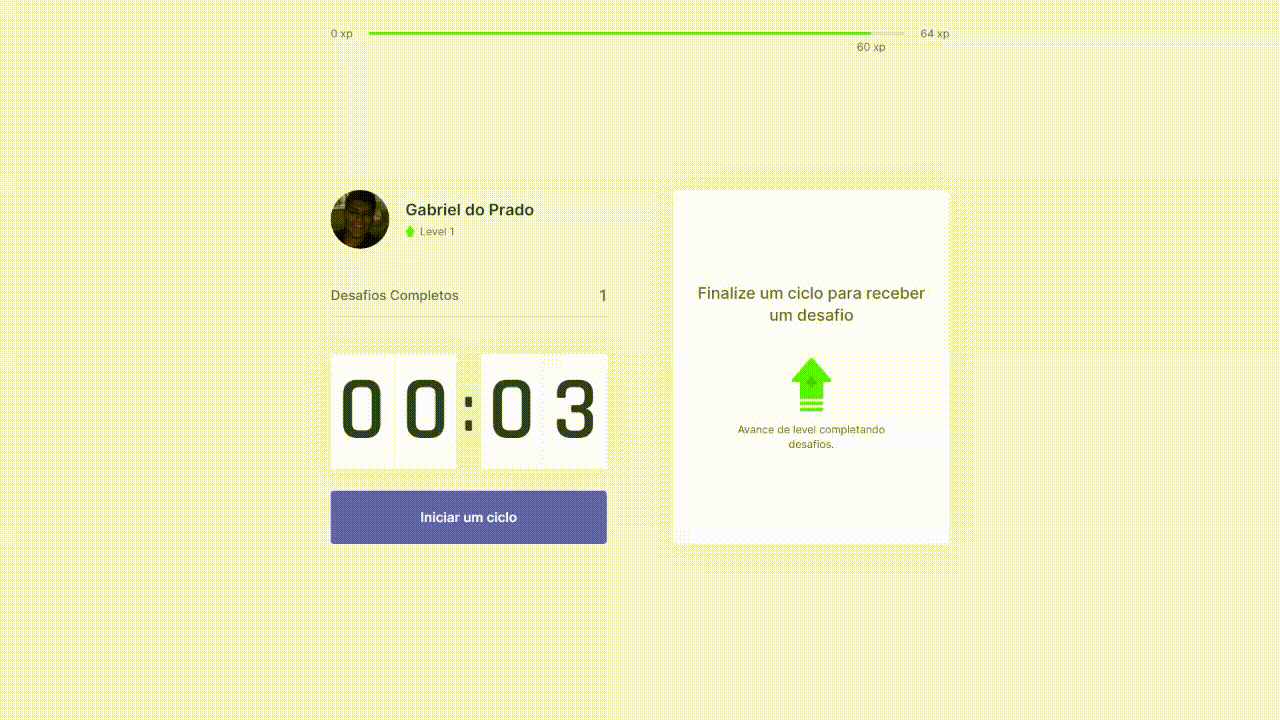 0 xp
64 xp
60 xp
Gabriel do Prado
Level 1
Desafios Completos
1
00:03
Iniciar um ciclo
Finalize um ciclo para receber
um desafio
Avance de level completando
desafios.